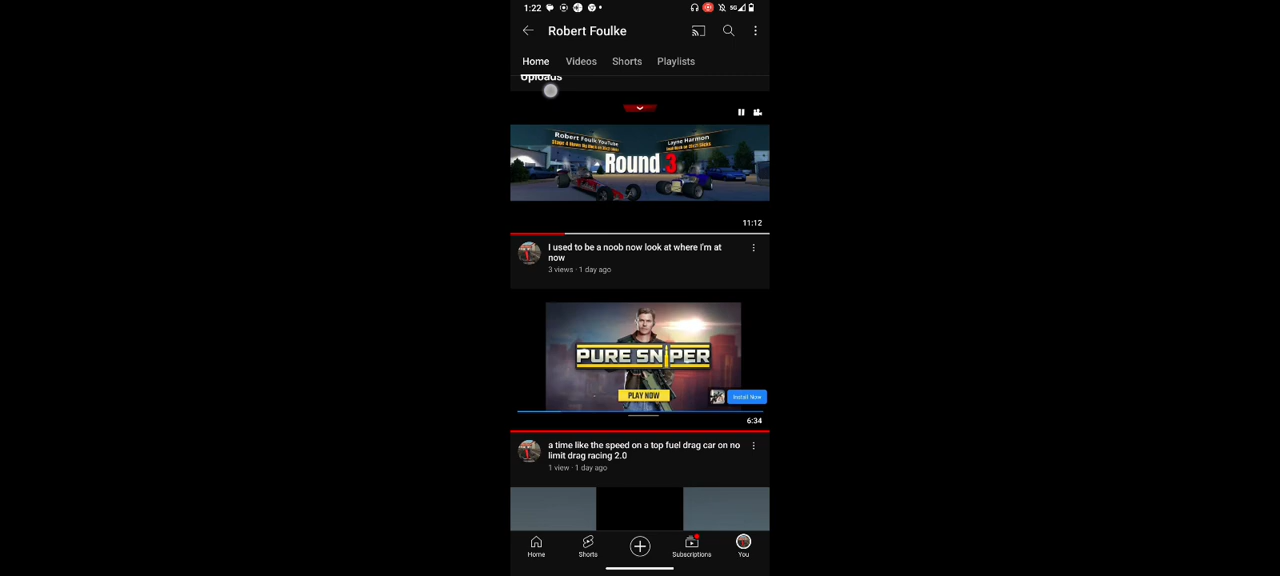 1:22
5G
Robert Foulke
Home Videos Shorts Playlists
Uploads
Robert Foulk YouTube
Layne Harmon
Round 3
11:12
I used to be a noob now look at where I'm at
now
3 views · 1 day ago
PURE SNIPER
PLAY NOW
Install Now
6:34
a time like the speed on a top fuel drag car on no
limit drag racing 2.0
1 view · 1 day ago
Home Shorts Subscriptions You